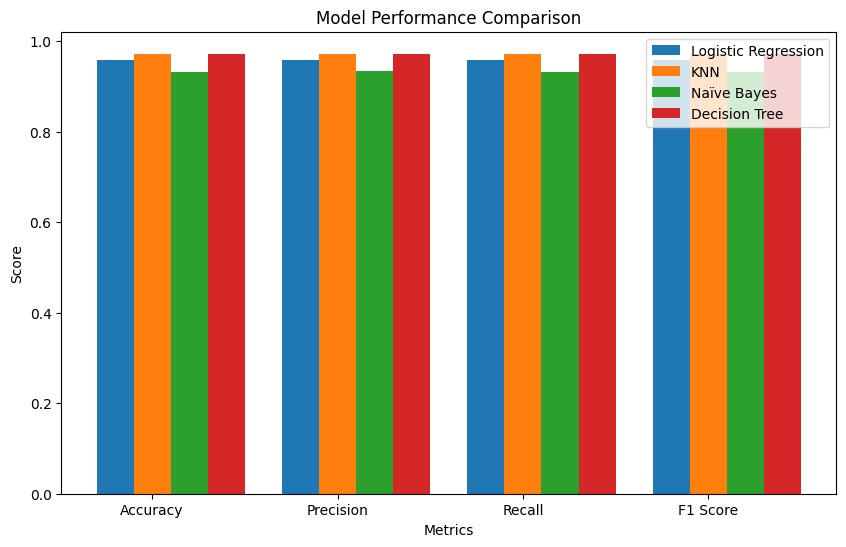 Model Performance Comparison
Logistic Regression
KNN
Naïve Bayes
Decision Tree
1.0
0.8
0.6
0.4
0.2
0.0
Score
Accuracy Precision Recall F1 Score
Metrics